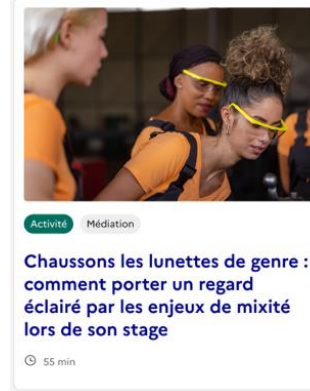 Activité Médiation
Chaussons les lunettes de genre :
comment porter un regard
éclairé par les enjeux de mixité
lors de son stage
55 min